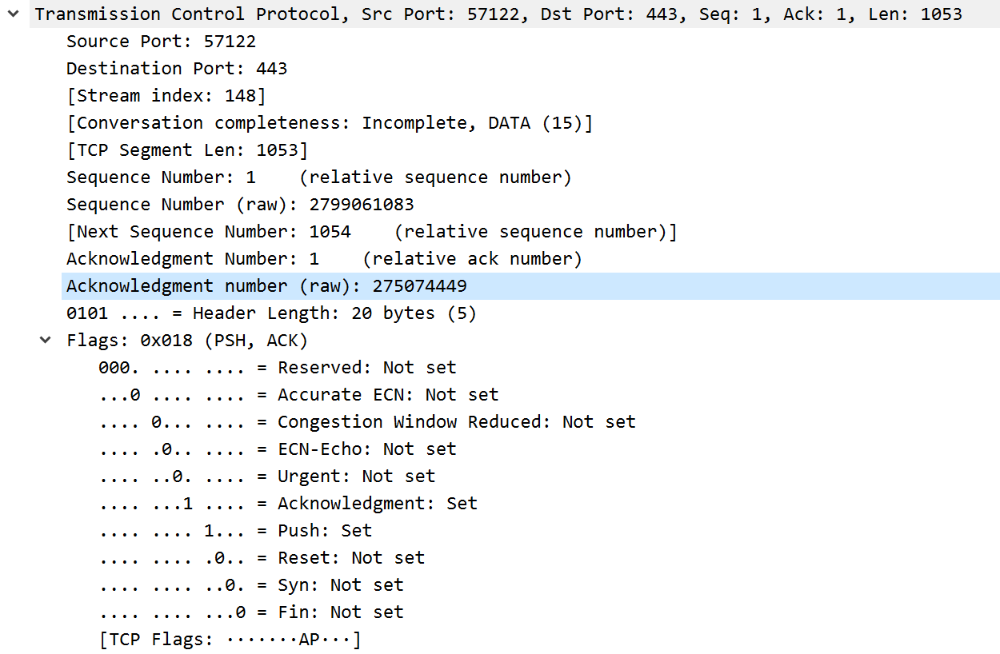 Transmission Control Protocol, Src Port: 57122, Dst Port: 443, Seq: 1, Ack: 1, Len: 1053
Source Port: 57122
Destination Port: 443
[Stream index: 148]
[Conversation completeness: Incomplete, DATA (15)]
[TCP Segment Len: 1053]
Sequence Number: 1    (relative sequence number)
Sequence Number (raw): 2799061083
[Next Sequence Number: 1054    (relative sequence number)]
Acknowledgment Number: 1    (relative ack number)
Acknowledgment number (raw): 275074449
0101 .... = Header Length: 20 bytes (5)
Flags: 0x018 (PSH, ACK)
000. .... .... = Reserved: Not set
...0 .... .... = Accurate ECN: Not set
.... 0... .... = Congestion Window Reduced: Not set
.... .0.. .... = ECN-Echo: Not set
.... ..0. .... = Urgent: Not set
.... ...1 .... = Acknowledgment: Set
.... .... 1... = Push: Set
.... .... .0.. = Reset: Not set
.... .... ..0. = Syn: Not set
.... .... ...0 = Fin: Not set
[TCP Flags: ·······AP···]